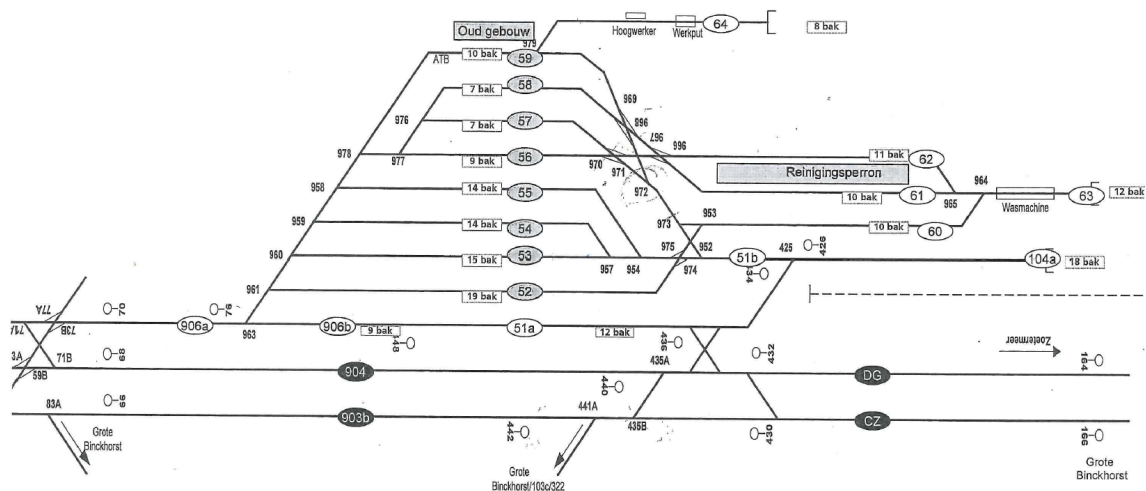 64
8 bak
Hoogwerker
Werkput
Oud gebouw
979
ATB
10 bak
59
7 bak
58
969
976
7 bak
57
968
967
996
978
977
9 bak
56
970
971
11 bak
62
Reinigingsperron
958
14 bak
55
972
10 bak
61
965
964
Wasmachine
63
12 bak
959
14 bak
54
973
953
10 bak
60
960
15 bak
53
957
954
975
974
952
51b
434
425
426
104a
18 bak
961
19 bak
52
77A
70
76
71A
73B
906a
963
906b
9 bak
148
51a
12 bak
436
432
Zoetermeer
3A
71B
68
59B
904
435A
440
DG
164
83A
66
903b
442
441A
435B
430
CZ
166
Grote
Binckhorst
Grote
Binckhorst/103c/322
Grote
Binckhorst